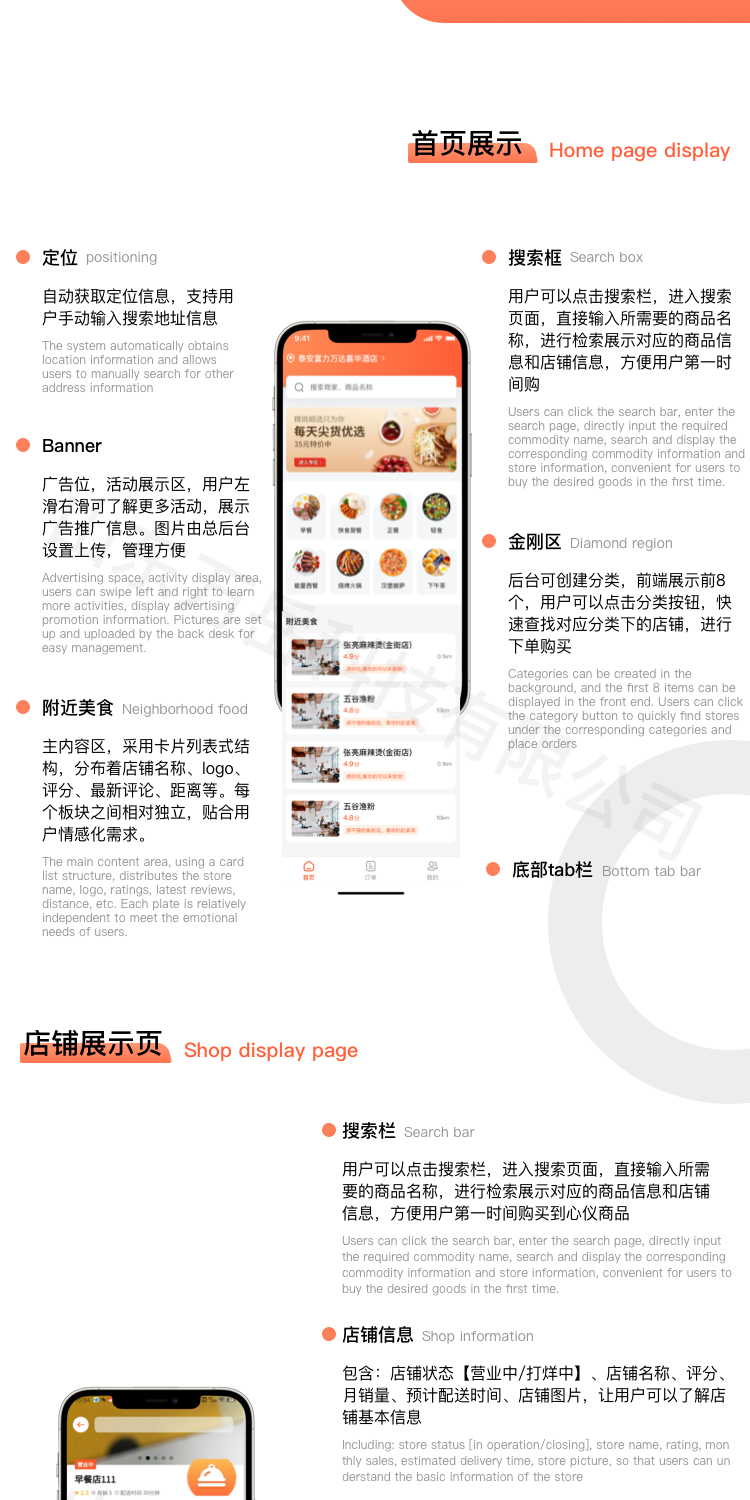 首页展示 Home page display
定位 positioning
自动获取定位信息，支持用
户手动输入搜索地址信息
The system automatically obtains
location information and allows
users to manually search for other
address information
Banner
广告位，活动展示区，用户左
滑右滑可了解更多活动，展示
广告推广信息。图片由总后台
设置上传，管理方便
Advertising space, activity display area,
users can swipe left and right to learn
more activities, display advertising
promotion information. Pictures are set
up and uploaded by the back desk for
easy management.
附近美食 Neighborhood food
主内容区，采用卡片列表式结
构，分布着店铺名称、logo、
评分、最新评论、距离等。每
个板块之间相对独立，贴合用
户情感化需求。
The main content area, using a card
list structure, distributes the store
name, logo, ratings, latest reviews,
distance, etc. Each plate is relatively
independent to meet the emotional
needs of users.
9:41
泰安富力万达嘉华酒店
搜索商家、商品名称
精挑细选只为你
每天尖货优选
35元特价中
进入专区
早餐 快食简餐 正餐 轻食
能量西餐 烧烤火锅 汉堡披萨 下午茶
附近美食
张亮麻辣烫(金街店)
4.9分 0.1km
五谷渔粉
4.8分 10km
张亮麻辣烫(金街店)
4.9分 0.1km
五谷渔粉
4.8分 10km
首页 订单 我的
搜索框 Search box
用户可以点击搜索栏，进入搜索
页面，直接输入所需要的商品名
称，进行检索展示对应的商品信
息和店铺信息，方便用户第一时
间购
Users can click the search bar, enter the
search page, directly input the required
commodity name, search and display the
corresponding commodity information and
store information, convenient for users to
buy the desired goods in the first time.
金刚区 Diamond region
后台可创建分类，前端展示前8
个，用户可以点击分类按钮，快
速查找对应分类下的店铺，进行
下单购买
Categories can be created in the
background, and the first 8 items can be
displayed in the front end. Users can click
the category button to quickly find stores
under the corresponding categories and
place orders
底部tab栏 Bottom tab bar
店铺展示页 Shop display page
搜索栏 Search bar
用户可以点击搜索栏，进入搜索页面，直接输入所需
要的商品名称，进行检索展示对应的商品信息和店铺
信息，方便用户第一时间购买到心仪商品
Users can click the search bar, enter the search page, directly input
the required commodity name, search and display the corresponding
commodity information and store information, convenient for users to
buy the desired goods in the first time.
店铺信息 Shop information
包含：店铺状态【营业中/打烊中】、店铺名称、评分、
月销量、预计配送时间、店铺图片，让用户可以了解店
铺基本信息
Including: store status [in operation/closing], store name, rating, mon
thly sales, estimated delivery time, store picture, so that users can un
derstand the basic information of the store
营业中
早餐店111
2.3 月销 5 配送时间 30分钟